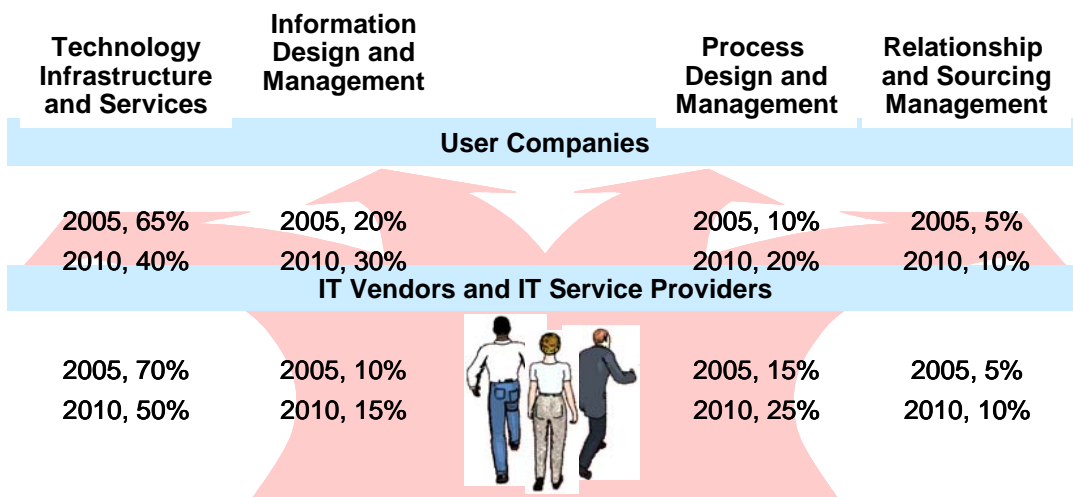 Technology
Infrastructure
and Services
Information
Design and
Management
Process
Design and
Management
Relationship
and Sourcing
Management
User Companies
2005, 65%
2010, 40%
2005, 20%
2010, 30%
2005, 10%
2010, 20%
2005, 5%
2010, 10%
IT Vendors and IT Service Providers
2005, 70%
2010, 50%
2005, 10%
2010, 15%
2005, 15%
2010, 25%
2005, 5%
2010, 10%